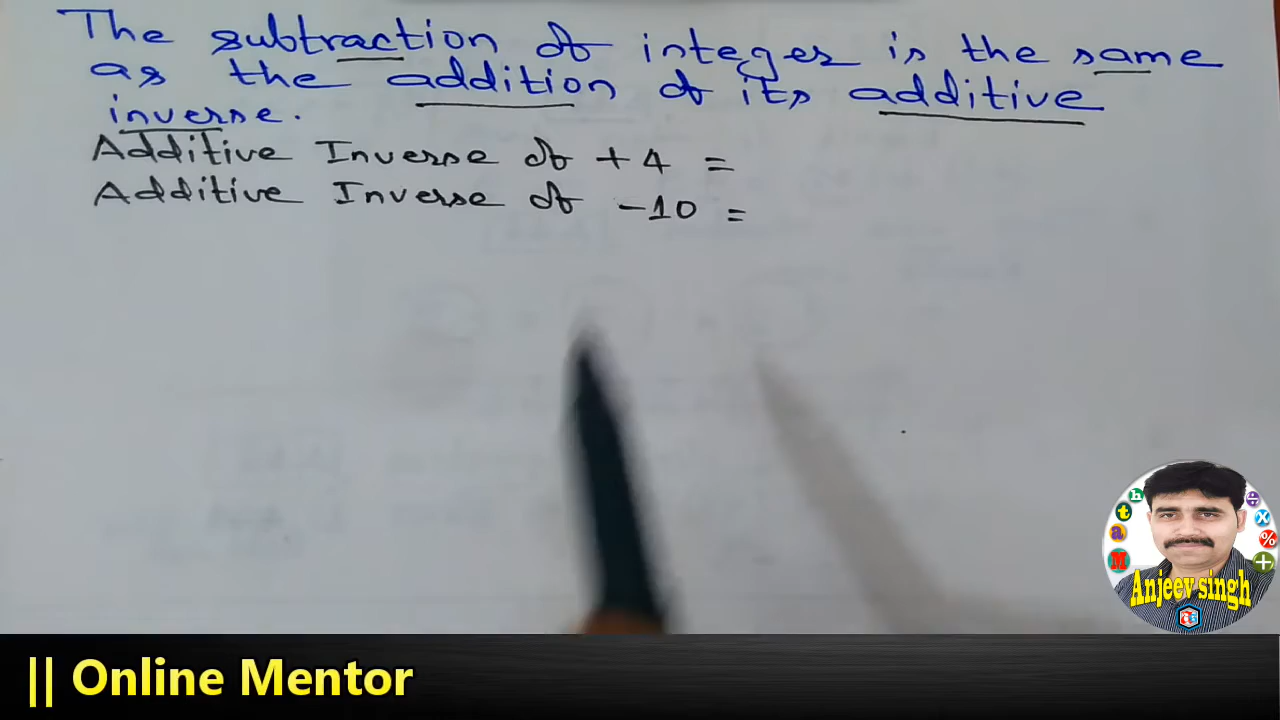 The subtraction of integer is the same
as the addition of its additive
inverse.
Additive Inverse of +4 =
Additive Inverse of -10 =
h
t
a
M
÷
x
%
+
Anjeev singh
|| Online Mentor